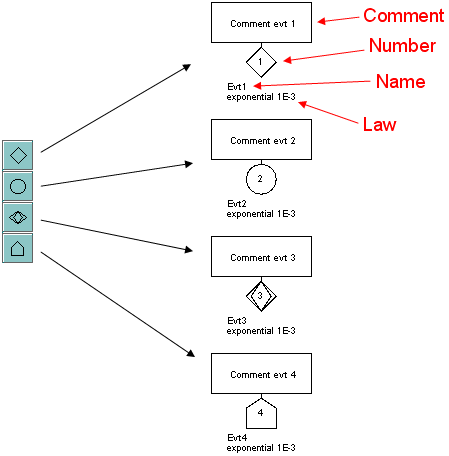 Comment evt 1
Comment
Number
1
Evt1
Name
exponential 1E-3
Law
Comment evt 2
2
Evt2
exponential 1E-3
Comment evt 3
3
Evt3
exponential 1E-3
Comment evt 4
4
Evt4
exponential 1E-3